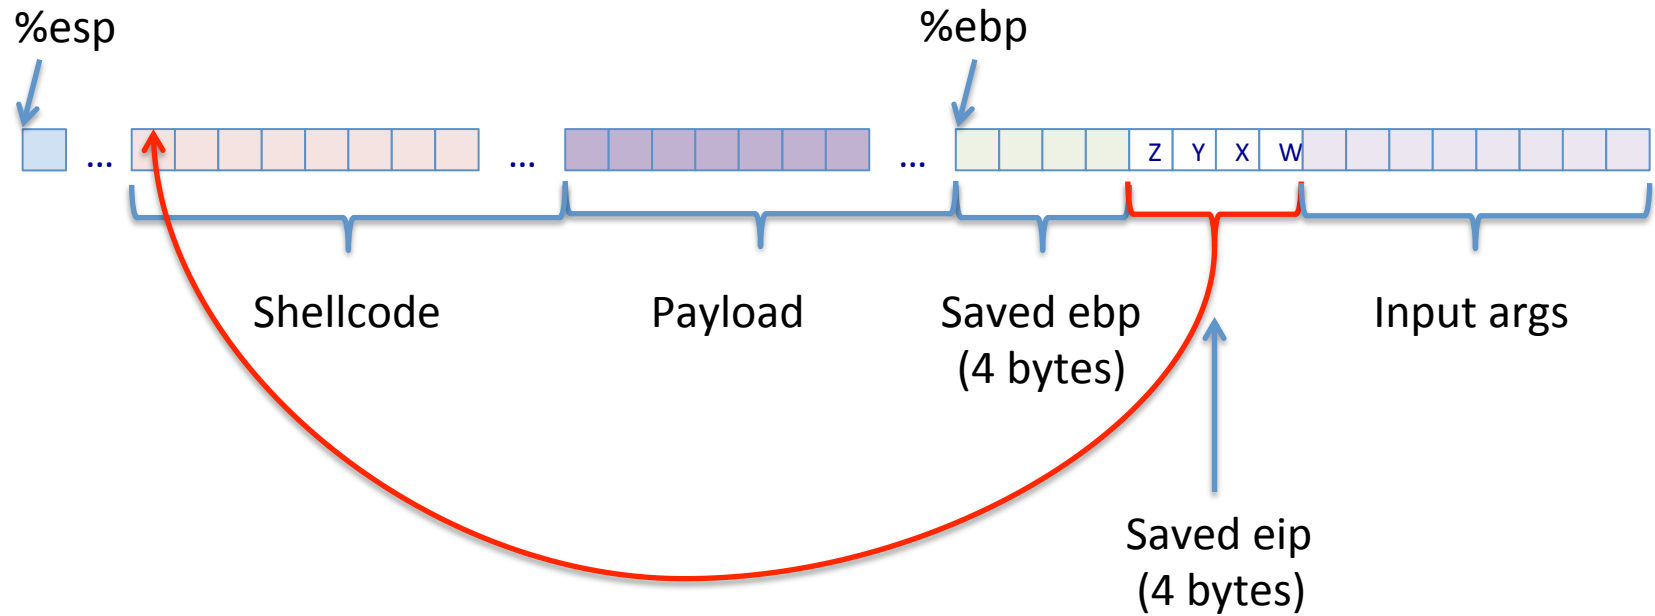 %esp
%ebp
... ... ... Z Y X W
Shellcode
Payload
Saved ebp
(4 bytes)
Input args
Saved eip
(4 bytes)